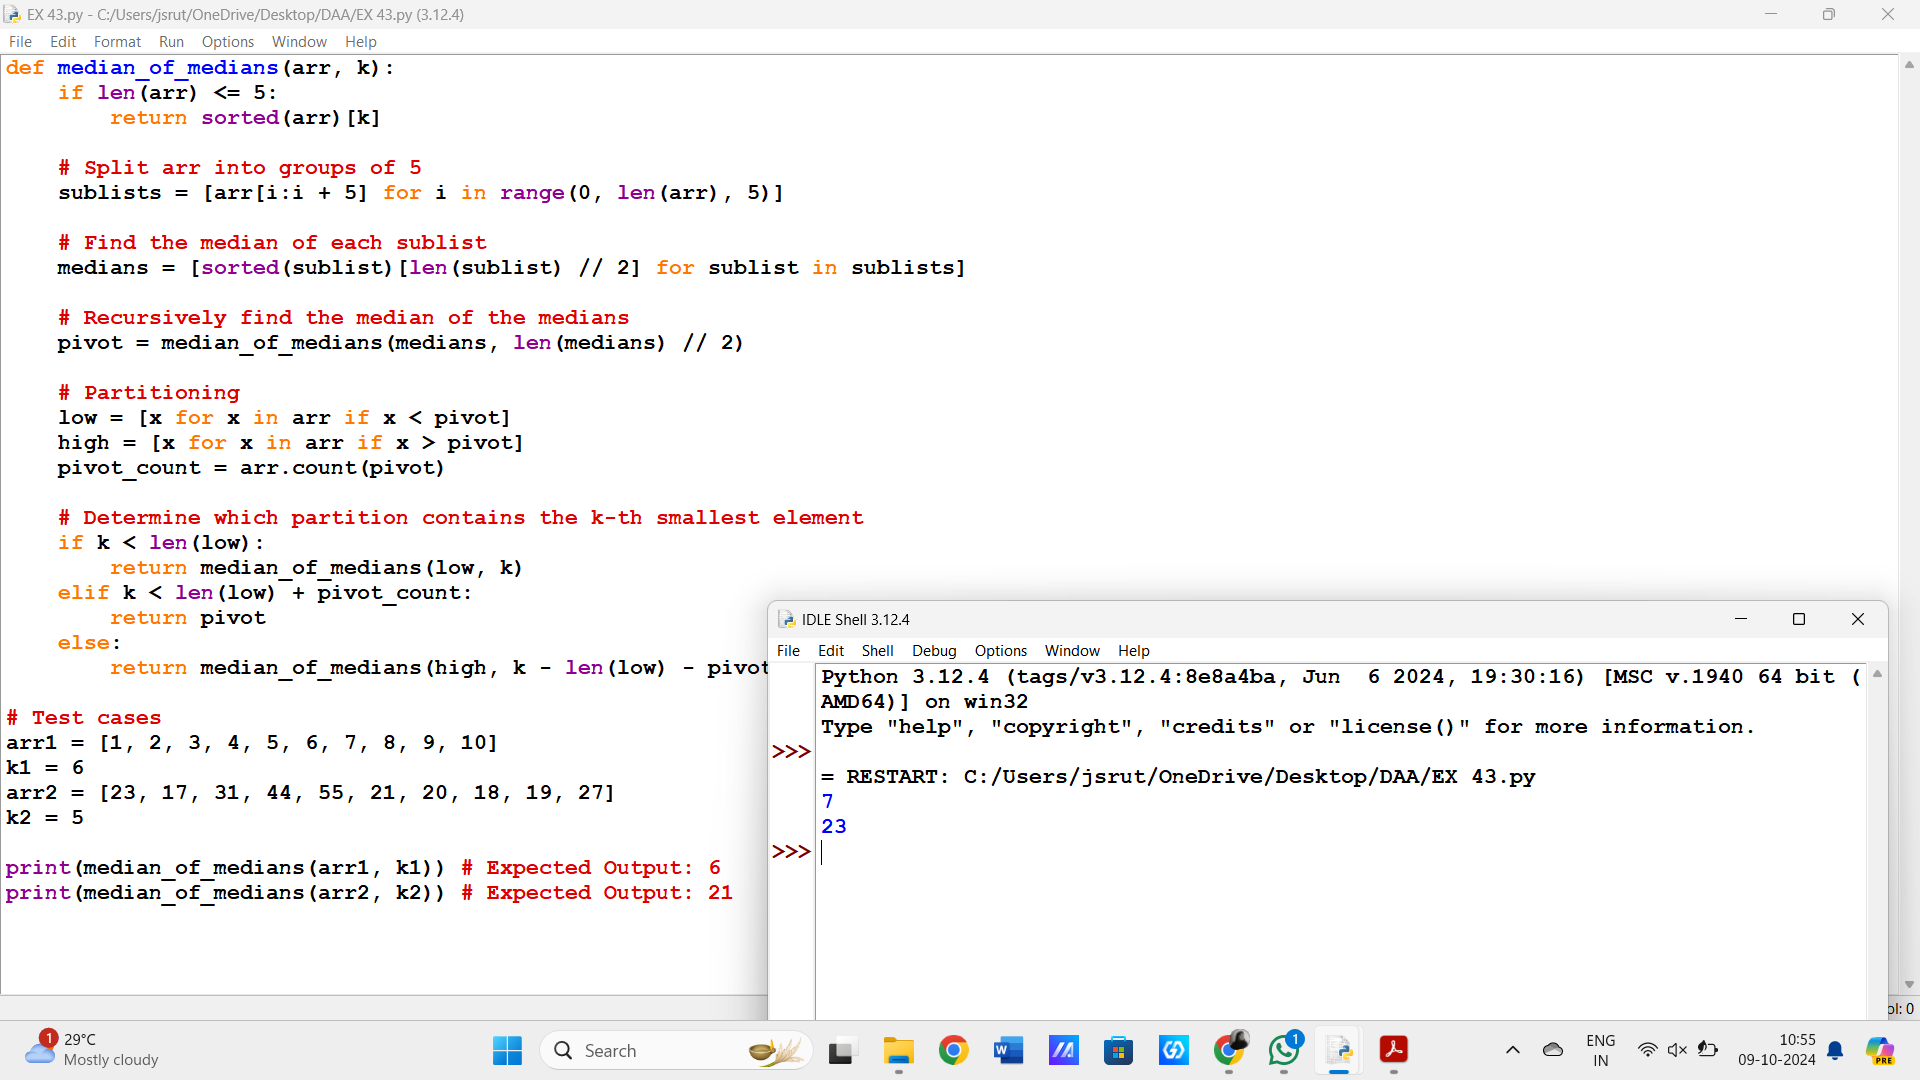 EX 43.py - C:/Users/jsrut/OneDrive/Desktop/DAA/EX 43.py (3.12.4)
File Edit Format Run Options Window Help
def median_of_medians(arr, k):
    if len(arr) <= 5:
        return sorted(arr)[k]
    # Split arr into groups of 5
    sublists = [arr[i:i + 5] for i in range(0, len(arr), 5)]
    # Find the median of each sublist
    medians = [sorted(sublist)[len(sublist) // 2] for sublist in sublists]
    # Recursively find the median of the medians
    pivot = median_of_medians(medians, len(medians) // 2)
    # Partitioning
    low = [x for x in arr if x < pivot]
    high = [x for x in arr if x > pivot]
    pivot_count = arr.count(pivot)
    # Determine which partition contains the k-th smallest element
    if k < len(low):
        return median_of_medians(low, k)
    elif k < len(low) + pivot_count:
        return pivot
    else:
        return median_of_medians(high, k - len(low) - pivot
# Test cases
arr1 = [1, 2, 3, 4, 5, 6, 7, 8, 9, 10]
k1 = 6
arr2 = [23, 17, 31, 44, 55, 21, 20, 18, 19, 27]
k2 = 5
print(median_of_medians(arr1, k1)) # Expected Output: 6
print(median_of_medians(arr2, k2)) # Expected Output: 21
IDLE Shell 3.12.4
File Edit Shell Debug Options Window Help
Python 3.12.4 (tags/v3.12.4:8e8a4ba, Jun  6 2024, 19:30:16) [MSC v.1940 64 bit (
AMD64)] on win32
Type "help", "copyright", "credits" or "license()" for more information.
>>>
= RESTART: C:/Users/jsrut/OneDrive/Desktop/DAA/EX 43.py
7
23
>>>
ol: 0
1
29°C
Mostly cloudy
Search
W
1
ENG
IN
10:55
09-10-2024
PRE